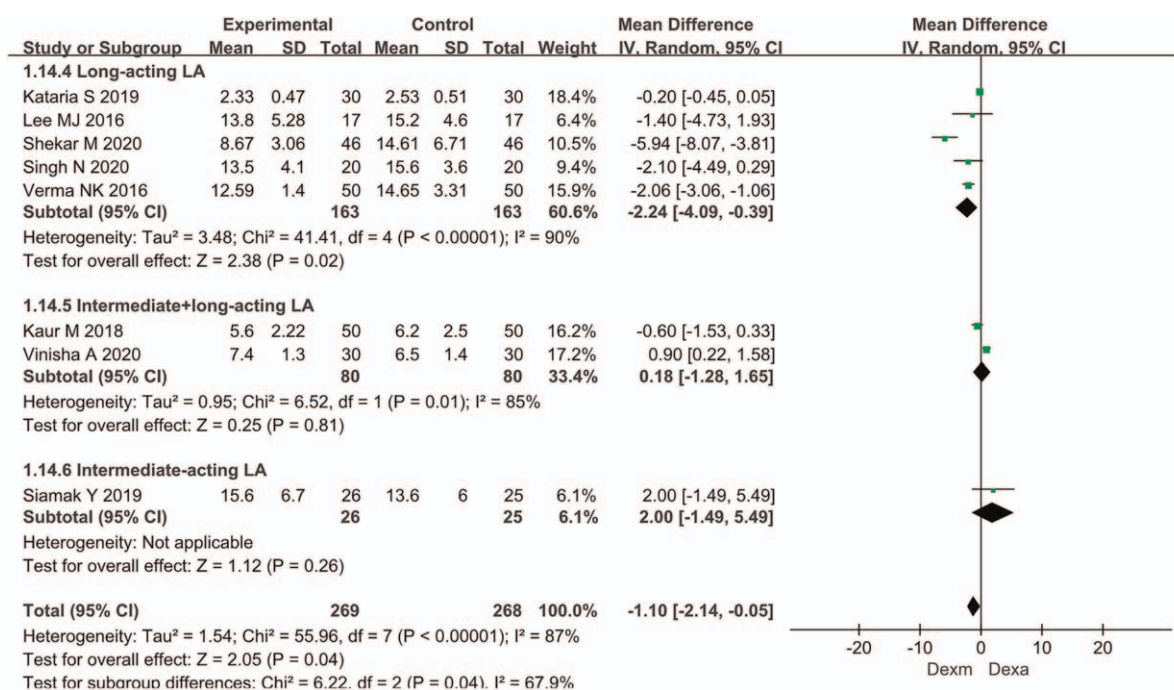 Experimental Control Mean Difference Mean Difference
Study or Subgroup Mean SD Total Mean SD Total Weight IV, Random, 95% CI IV, Random, 95% CI
1.14.4 Long-acting LA
Kataria S 2019 2.33 0.47 30 2.53 0.51 30 18.4% -0.20 [-0.45, 0.05]
Lee MJ 2016 13.8 5.28 17 15.2 4.6 17 6.4% -1.40 [-4.73, 1.93]
Shekar M 2020 8.67 3.06 46 14.61 6.71 46 10.5% -5.94 [-8.07, -3.81]
Singh N 2020 13.5 4.1 20 15.6 3.6 20 9.4% -2.10 [-4.49, 0.29]
Verma NK 2016 12.59 1.4 50 14.65 3.31 50 15.9% -2.06 [-3.06, -1.06]
Subtotal (95% CI) 163 163 60.6% -2.24 [-4.09, -0.39]
Heterogeneity: Tau² = 3.48; Chi² = 41.41, df = 4 (P < 0.00001); I² = 90%
Test for overall effect: Z = 2.38 (P = 0.02)
1.14.5 Intermediate+long-acting LA
Kaur M 2018 5.6 2.22 50 6.2 2.5 50 16.2% -0.60 [-1.53, 0.33]
Vinisha A 2020 7.4 1.3 30 6.5 1.4 30 17.2% 0.90 [0.22, 1.58]
Subtotal (95% CI) 80 80 33.4% 0.18 [-1.28, 1.65]
Heterogeneity: Tau² = 0.95; Chi² = 6.52, df = 1 (P = 0.01); I² = 85%
Test for overall effect: Z = 0.25 (P = 0.81)
1.14.6 Intermediate-acting LA
Siamak Y 2019 15.6 6.7 26 13.6 6 25 6.1% 2.00 [-1.49, 5.49]
Subtotal (95% CI) 26 25 6.1% 2.00 [-1.49, 5.49]
Heterogeneity: Not applicable
Test for overall effect: Z = 1.12 (P = 0.26)
Total (95% CI) 269 268 100.0% -1.10 [-2.14, -0.05]
Heterogeneity: Tau² = 1.54; Chi² = 55.96, df = 7 (P < 0.00001); I² = 87%
Test for overall effect: Z = 2.05 (P = 0.04)
Test for subgroup differences: Chi² = 6.22, df = 2 (P = 0.04), I² = 67.9%
-20 -10 0 10 20
Dexm Dexa